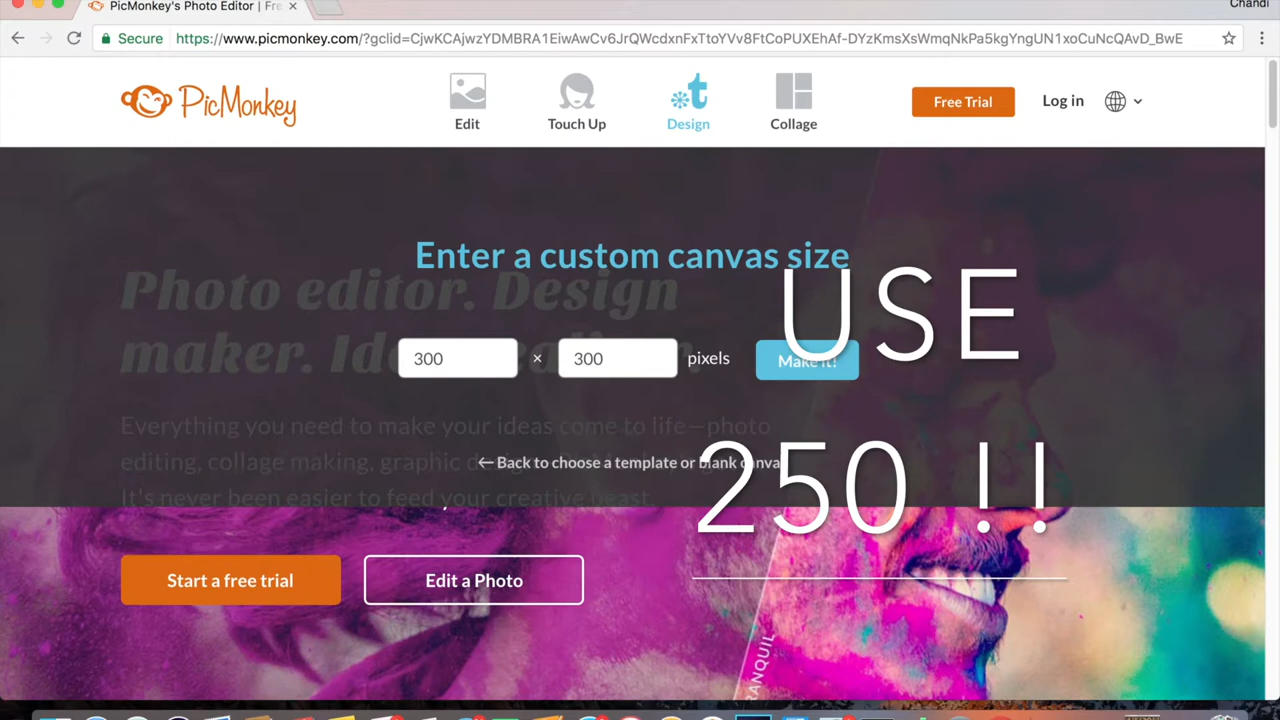 PicMonkey's Photo Editor | Fre
Chandi
Secure
https://www.picmonkey.com/?gclid=CjwKCAjwzYDMBRA1EiwAwCv6JrQWcdxnFxTtoYVv8FtCoPUXEhAf-DYzKmsXsWmqNkPa5kgYngUN1xoCuNcQAvD_BwE
PicMonkey
Edit
Touch Up
Design
Collage
Free Trial
Log in
Enter a custom canvas size
Photo editor. Design
maker.
300 × 300 pixels
Make it!
USE
250 !!
Everything you need to make your ideas come to life—photo
editing, collage making, graphic
← Back to choose a template or blank canva
It's never been easier to feed your creative beast.
Start a free trial
Edit a Photo
RANQUIL